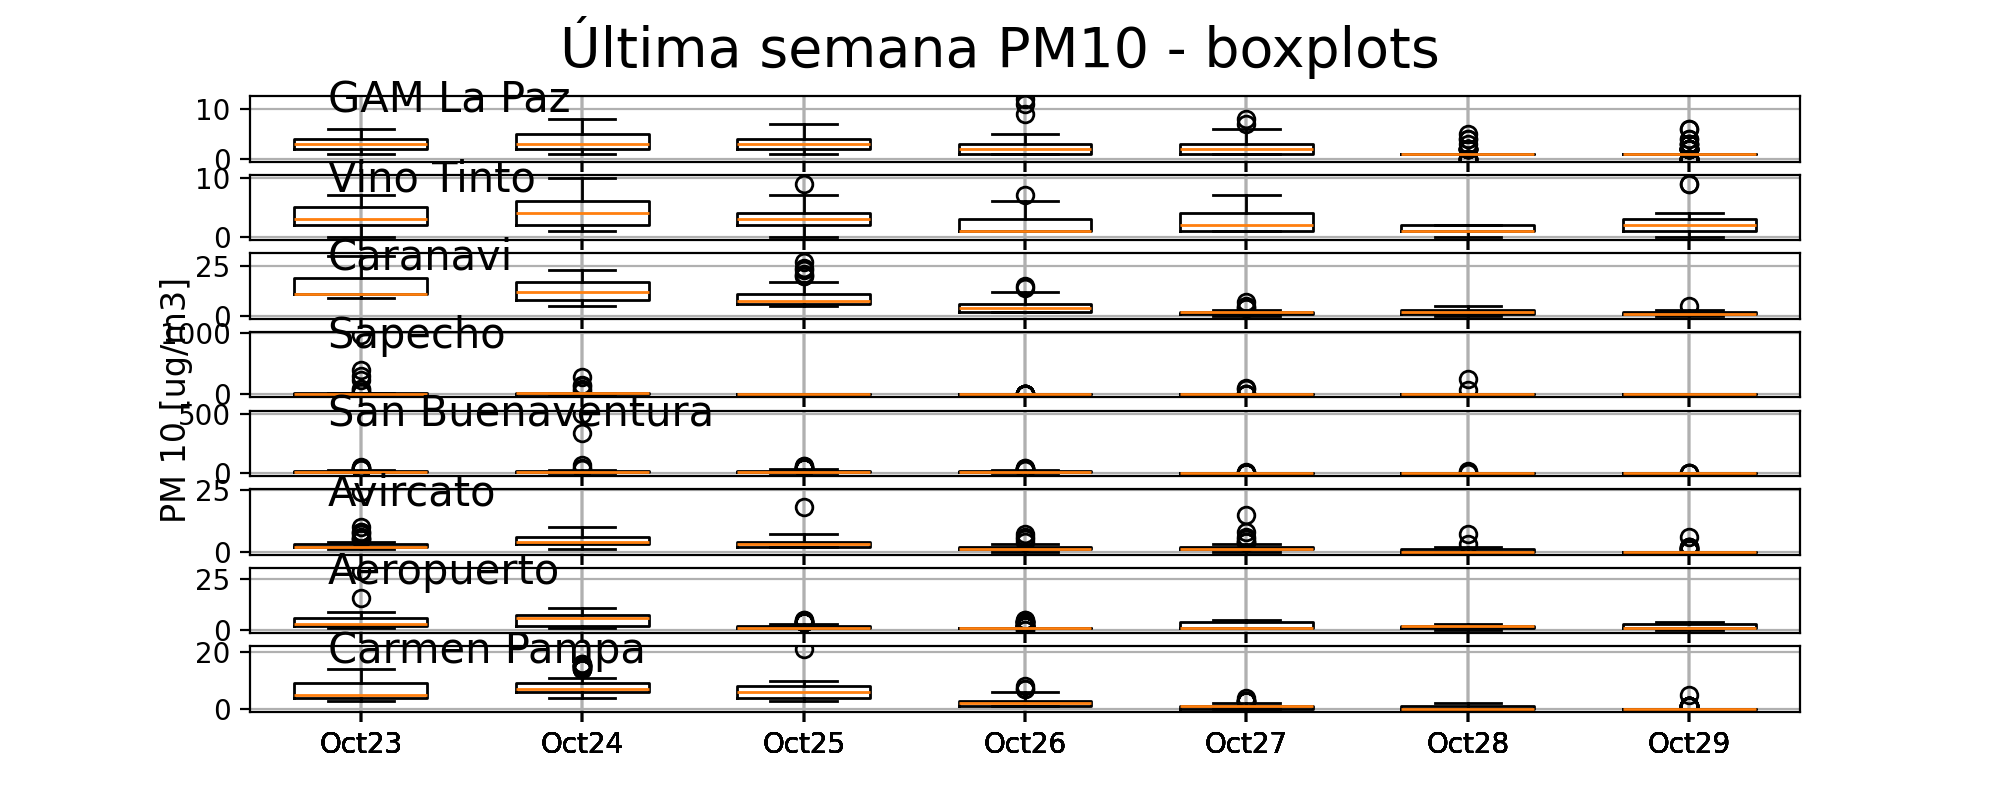 Última semana PM10 - boxplots
GAM La Paz
10
0
Vino Tinto
10
0
Caranavi
25
0
Sapecho
1000
0
San Buenaventura
500
0
Avircato
25
0
Aeropuerto
25
0
Carmen Pampa
20
0
PM 10 [ug/m3]
Oct23 Oct24 Oct25 Oct26 Oct27 Oct28 Oct29